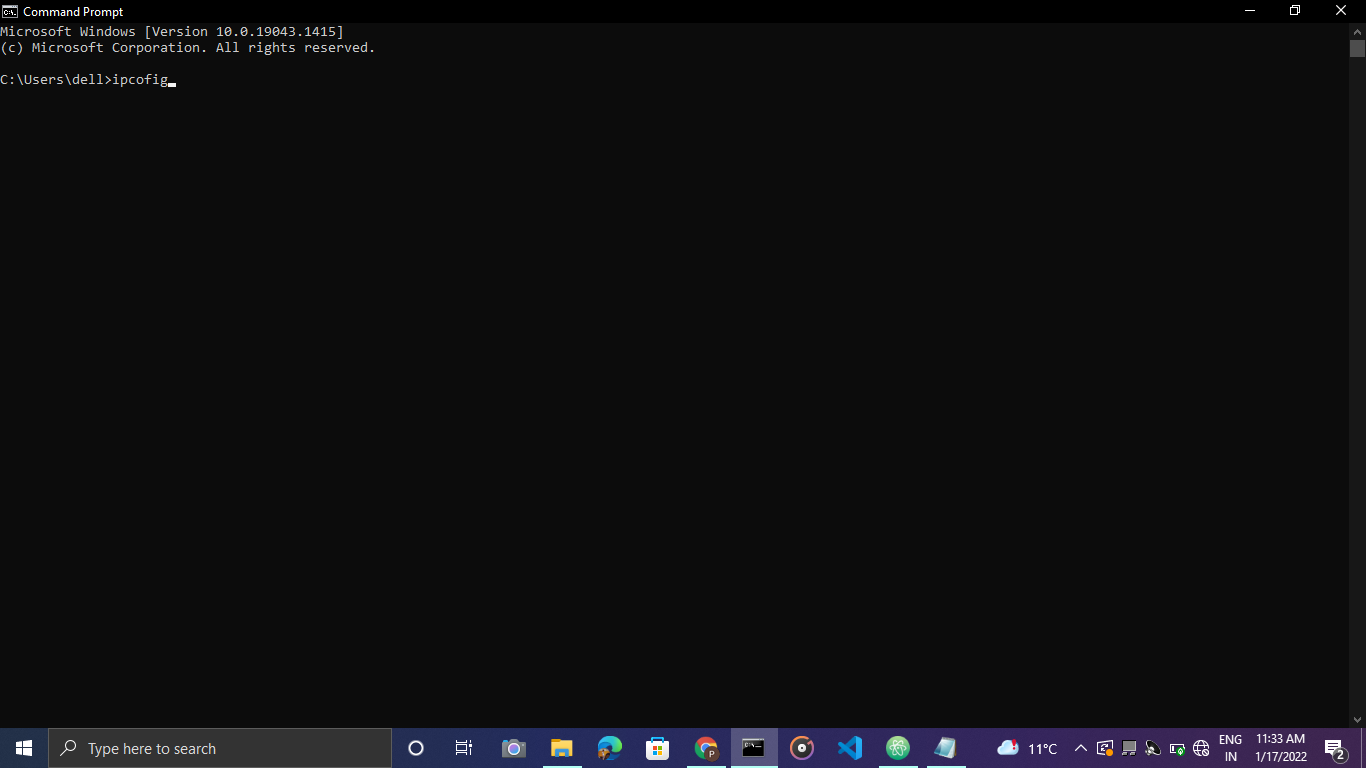 Command Prompt
Microsoft Windows [Version 10.0.19043.1415]
(c) Microsoft Corporation. All rights reserved.
C:\Users\dell>ipcofig
Type here to search
P
11°C
ENG
IN
11:33 AM
1/17/2022
2